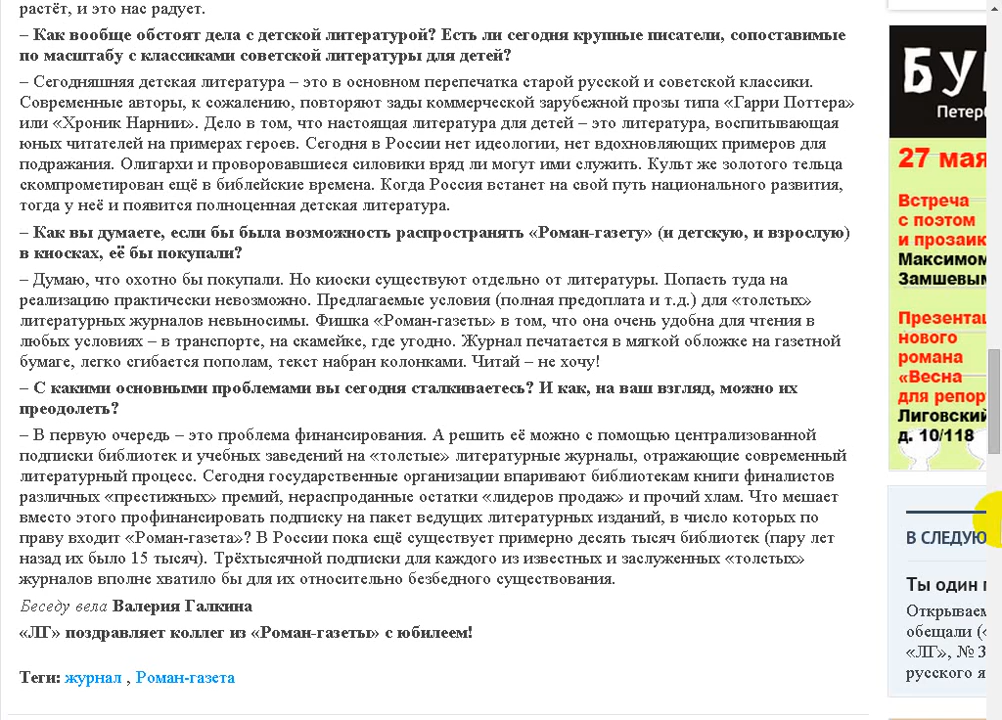 растёт, и это нас радует.
– Как вообще обстоят дела с детской литературой? Есть ли сегодня крупные писатели, сопоставимые
по масштабу с классиками советской литературы для детей?
– Сегодняшняя детская литература – это в основном перепечатка старой русской и советской классики.
Современные авторы, к сожалению, повторяют зады коммерческой зарубежной прозы типа «Гарри Поттера»
или «Хроник Нарнии». Дело в том, что настоящая литература для детей – это литература, воспитывающая
юных читателей на примерах героев. Сегодня в России нет идеологии, нет вдохновляющих примеров для
подражания. Олигархи и проворовавшиеся силовики вряд ли могут ими служить. Культ же золотого тельца
скомпрометирован ещё в библейские времена. Когда Россия встанет на свой путь национального развития,
тогда у неё и появится полноценная детская литература.
– Как вы думаете, если бы была возможность распространять «Роман-газету» (и детскую, и взрослую)
в киосках, её бы покупали?
– Думаю, что охотно бы покупали. Но киоски существуют отдельно от литературы. Попасть туда на
реализацию практически невозможно. Предлагаемые условия (полная предоплата и т.д.) для «толстых»
литературных журналов невыносимы. Фишка «Роман-газеты» в том, что она очень удобна для чтения в
любых условиях – в транспорте, на скамейке, где угодно. Журнал печатается в мягкой обложке на газетной
бумаге, легко сгибается пополам, текст набран колонками. Читай – не хочу!
– С какими основными проблемами вы сегодня сталкиваетесь? И как, на ваш взгляд, можно их
преодолеть?
– В первую очередь – это проблема финансирования. А решить её можно с помощью централизованной
подписки библиотек и учебных заведений на «толстые» литературные журналы, отражающие современный
литературный процесс. Сегодня государственные организации впаривают библиотекам книги финалистов
различных «престижных» премий, нераспроданные остатки «лидеров продаж» и прочий хлам. Что мешает
вместо этого профинансировать подписку на пакет ведущих литературных изданий, в число которых по
праву входит «Роман-газета»? В России пока ещё существует примерно десять тысяч библиотек (пару лет
назад их было 15 тысяч). Трёхтысячной подписки для каждого из известных и заслуженных «толстых»
журналов вполне хватило бы для их относительно безбедного существования.
Беседу вела Валерия Галкина
«ЛГ» поздравляет коллег из «Роман-газеты» с юбилеем!
Теги: журнал , Роман-газета
БУ
Петерб
27 мая
Встреча
с поэтом
и прозаик
Максимом
Замшевым
Презентац
нового
романа
«Весна
для репор
Лиговский
д. 10/118
В СЛЕДУЮ
Ты один п
Открываем
обещали («
«ЛГ», № 3
русского я